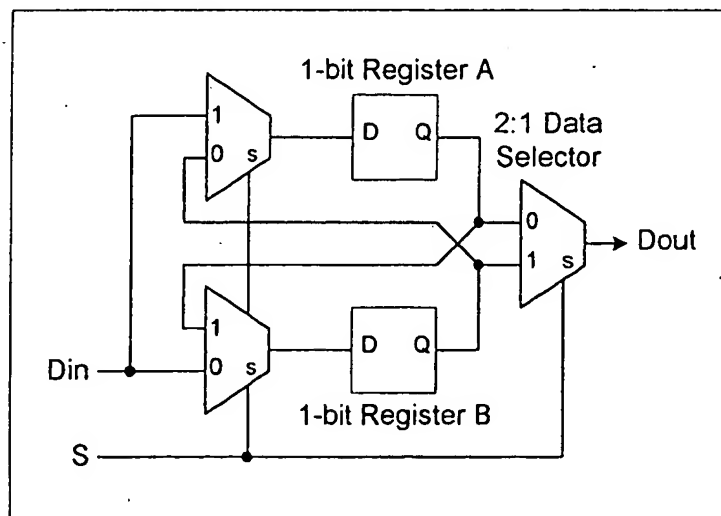 1-bit Register A
1
0
s
D
Q
2:1 Data
Selector
0
1
s
Dout
1
0
s
D
Q
Din
1-bit Register B
S